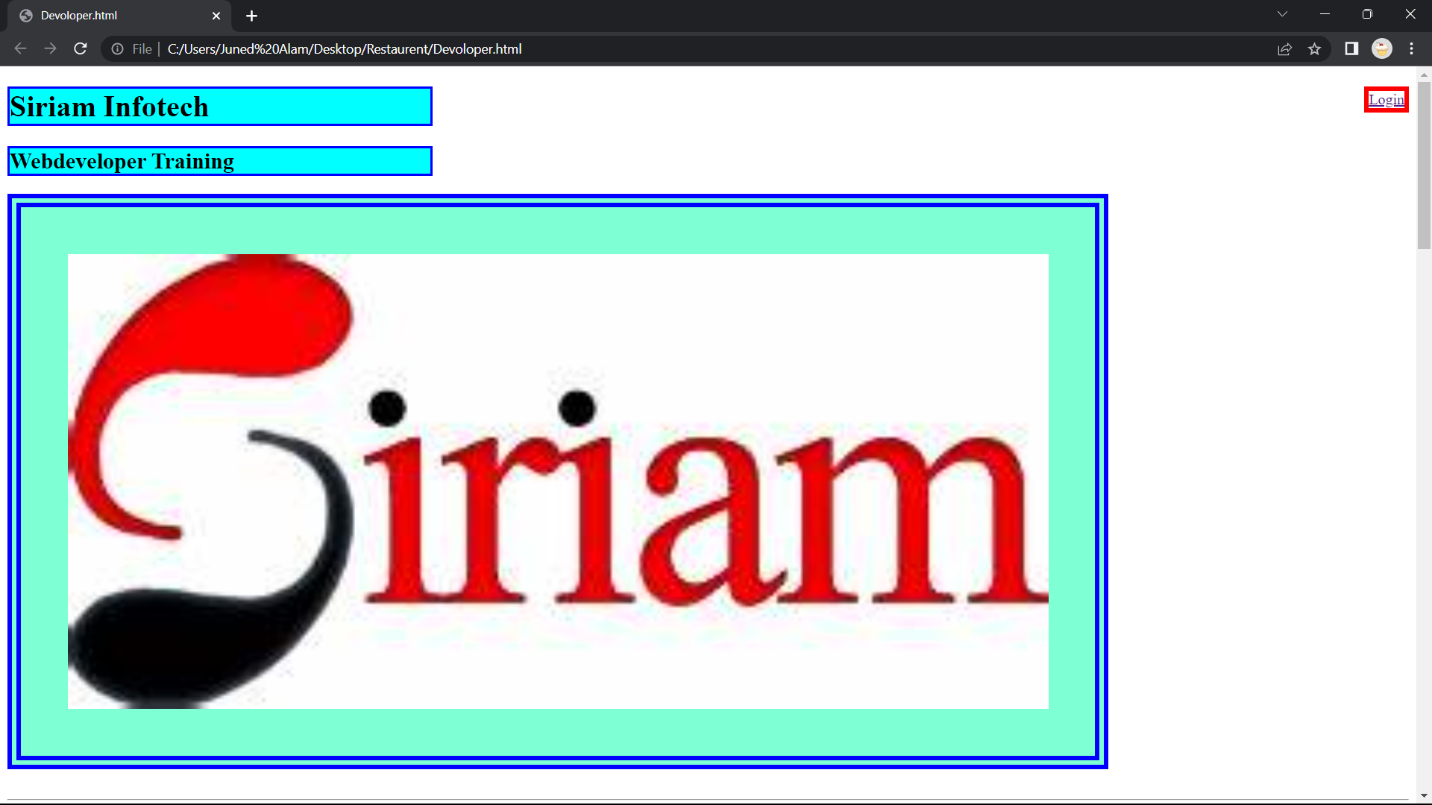 Devoloper.html
File | C:/Users/Juned%20Alam/Desktop/Restaurent/Devoloper.html
Siriam Infotech
Login
Webdeveloper Training
Siriam